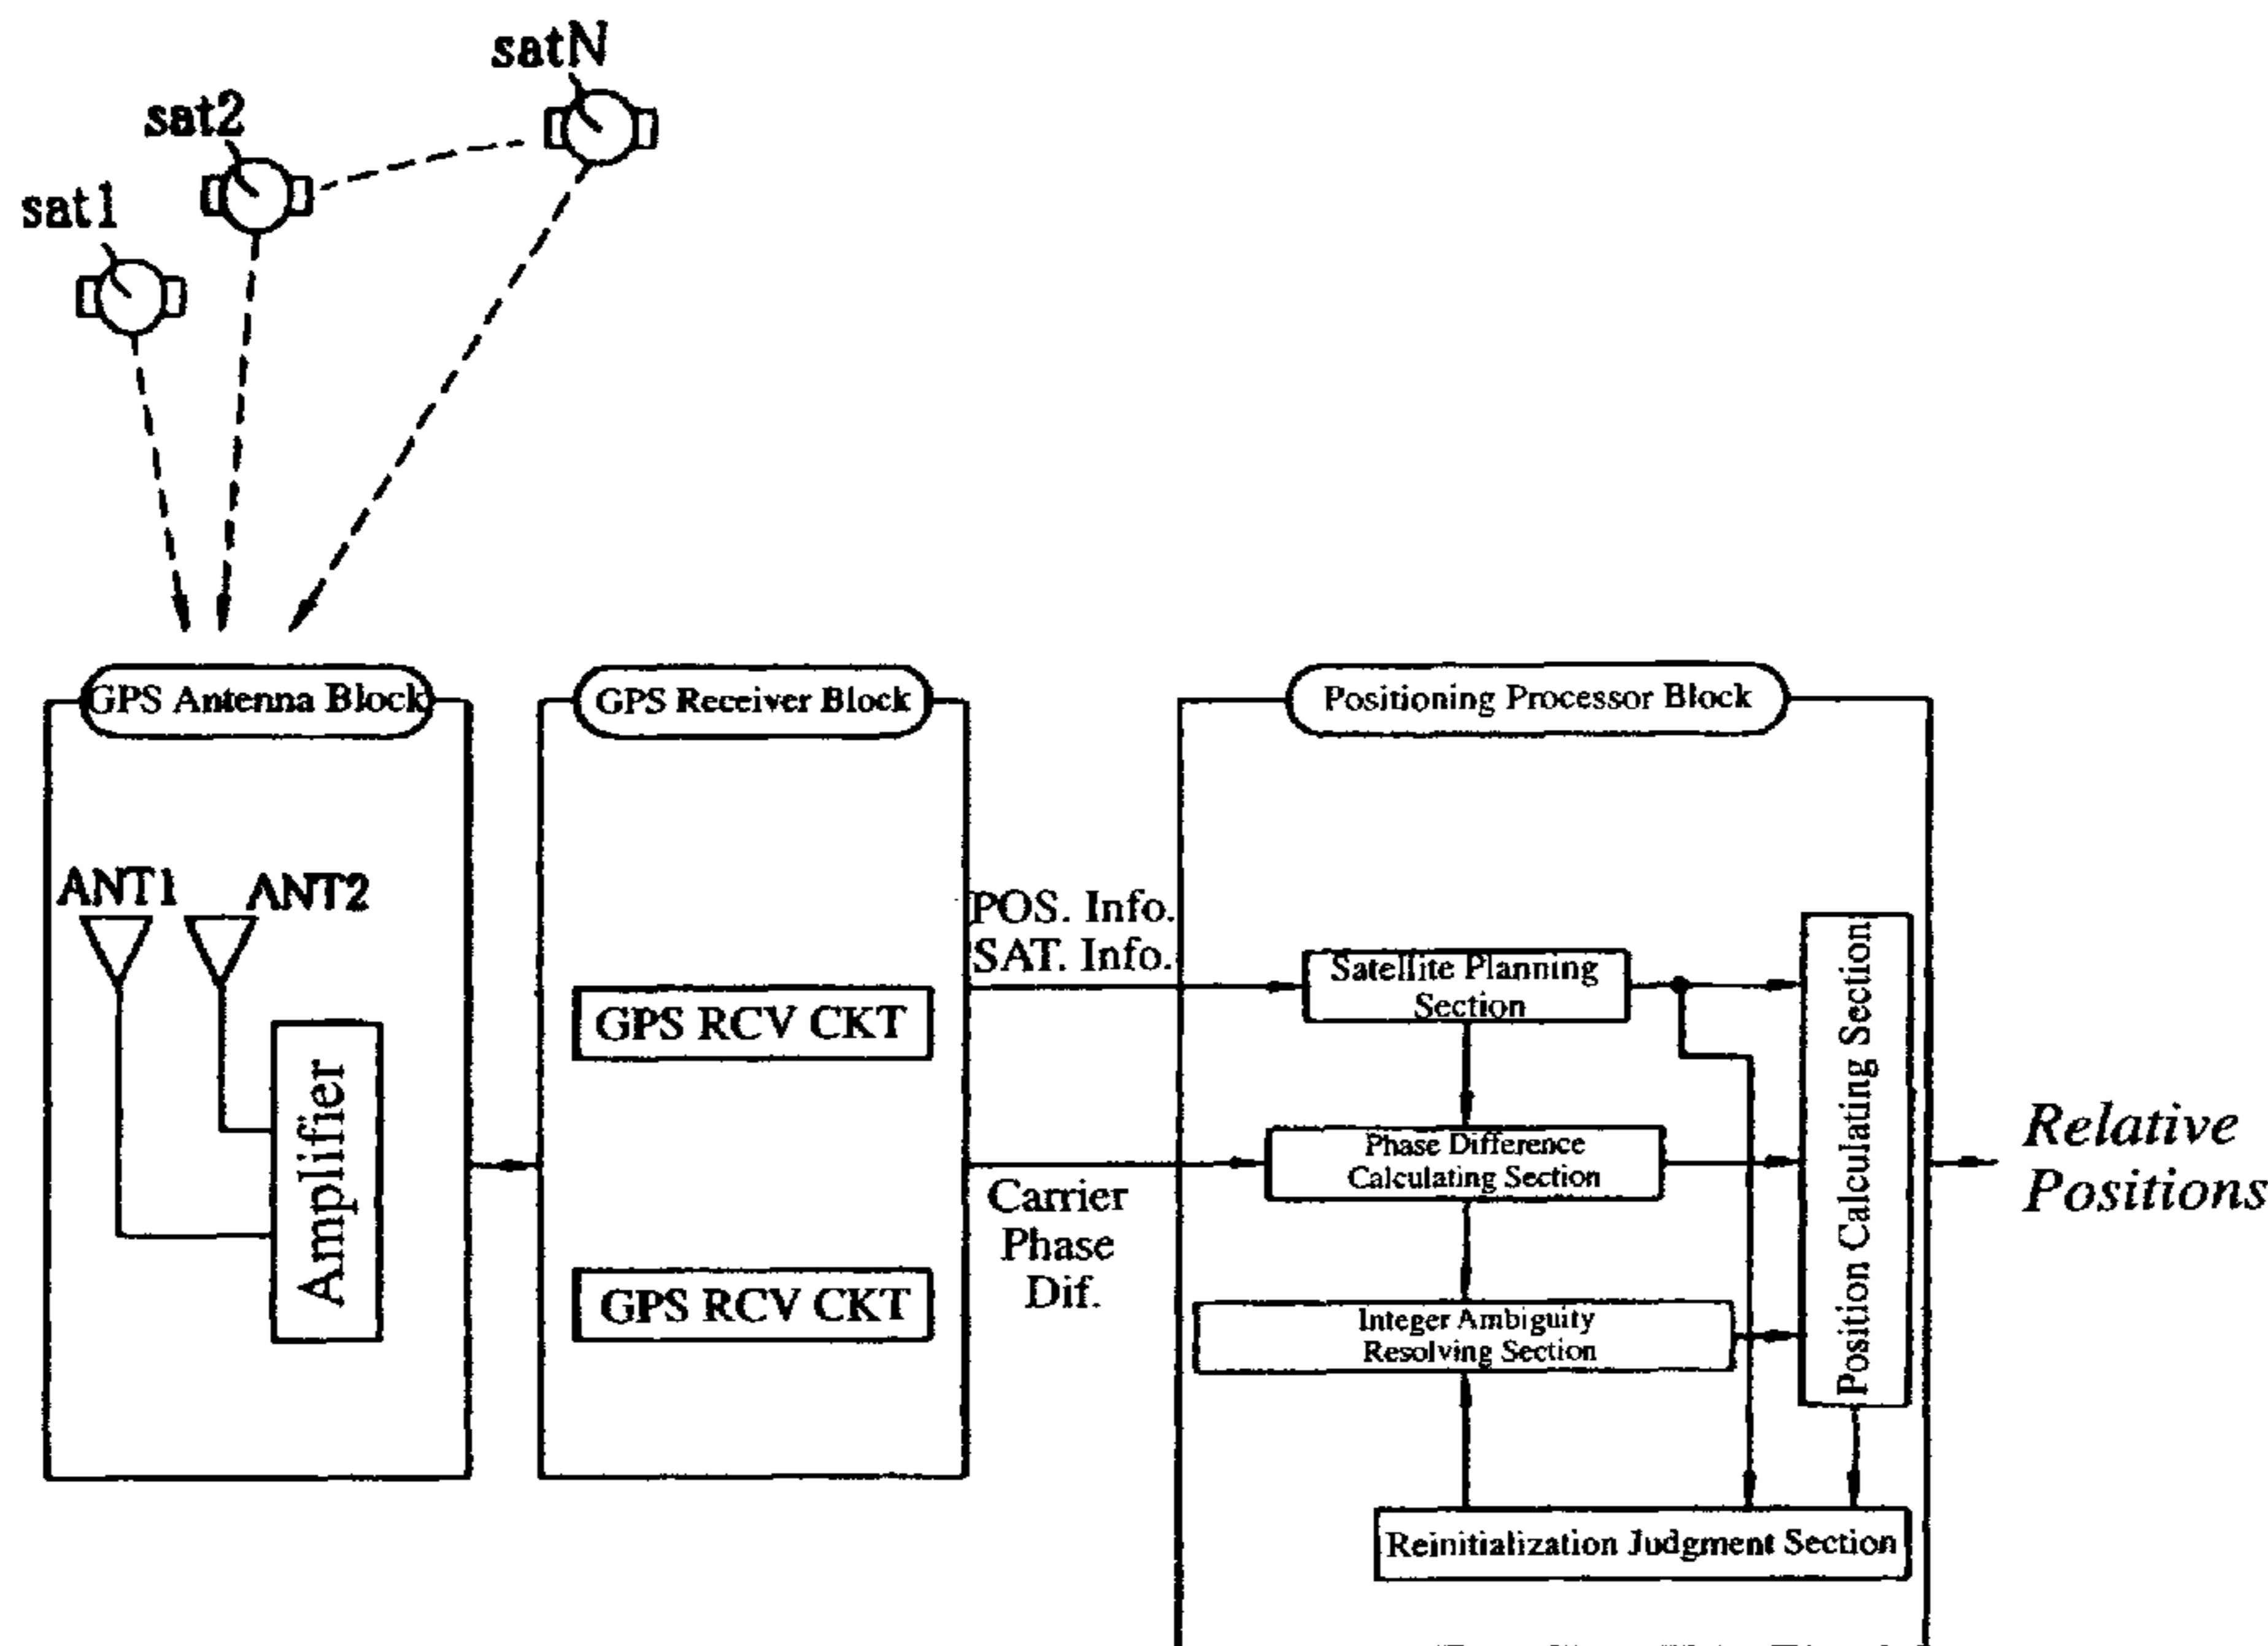 satN
sat2
sat1
GPS Antenna Block
GPS Receiver Block
Positioning Processor Block
ANT1
ANT2
Amplifier
GPS RCV CKT
GPS RCV CKT
POS. Info.
SAT. Info.
Carrier
Phase
Dif.
Satellite Planning
Section
Phase Difference
Calculating Section
Integer Ambiguity
Resolving Section
Position Calculating Section
Reinitialization Judgment Section
Relative
Positions